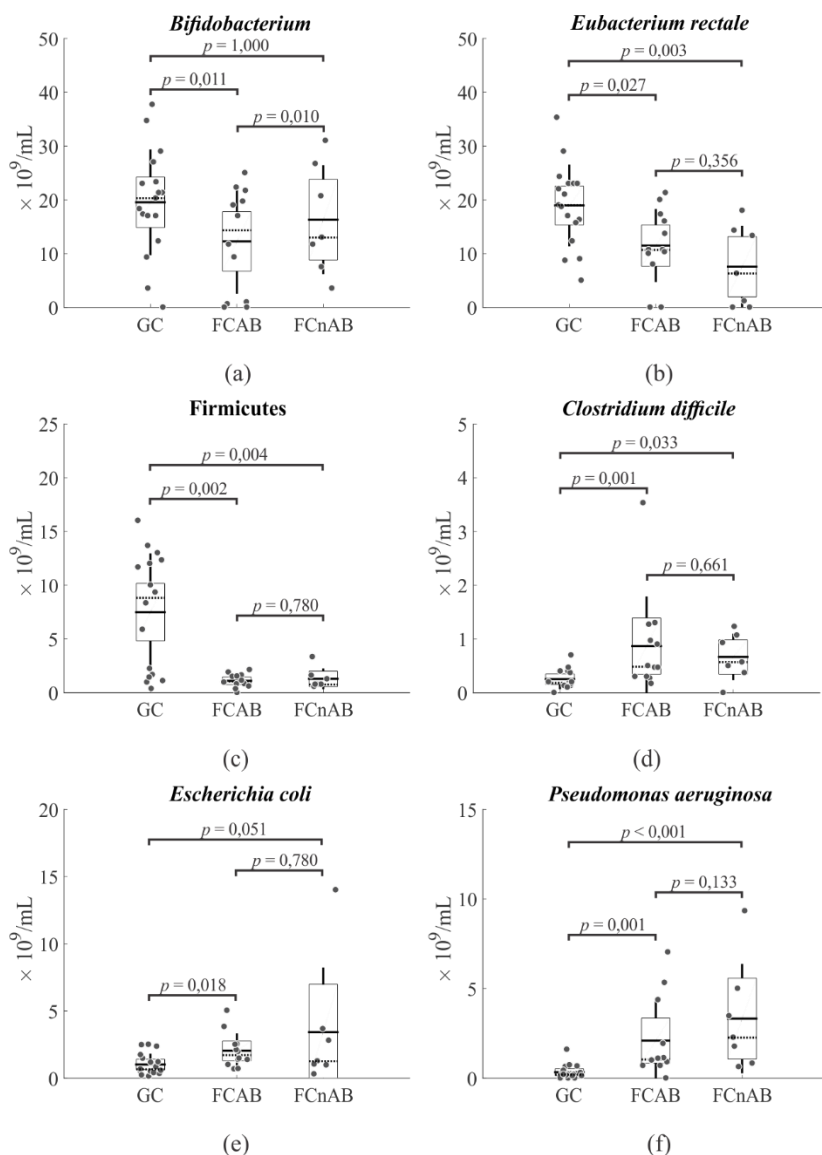 Bifidobacterium
50
40
30
20
10
0
× 10⁹/mL
p = 1,000
p = 0,011
p = 0,010
GC FCAB FCnAB
(a)
Eubacterium rectale
50
40
30
20
10
0
× 10⁹/mL
p = 0,003
p = 0,027
p = 0,356
GC FCAB FCnAB
(b)
Firmicutes
25
20
15
10
5
0
× 10⁹/mL
p = 0,004
p = 0,002
p = 0,780
GC FCAB FCnAB
(c)
Clostridium difficile
5
4
3
2
1
0
× 10⁹/mL
p = 0,033
p = 0,001
p = 0,661
GC FCAB FCnAB
(d)
Escherichia coli
20
15
10
5
0
× 10⁹/mL
p = 0,051
p = 0,780
p = 0,018
GC FCAB FCnAB
(e)
Pseudomonas aeruginosa
15
10
5
0
× 10⁹/mL
p < 0,001
p = 0,133
p = 0,001
GC FCAB FCnAB
(f)